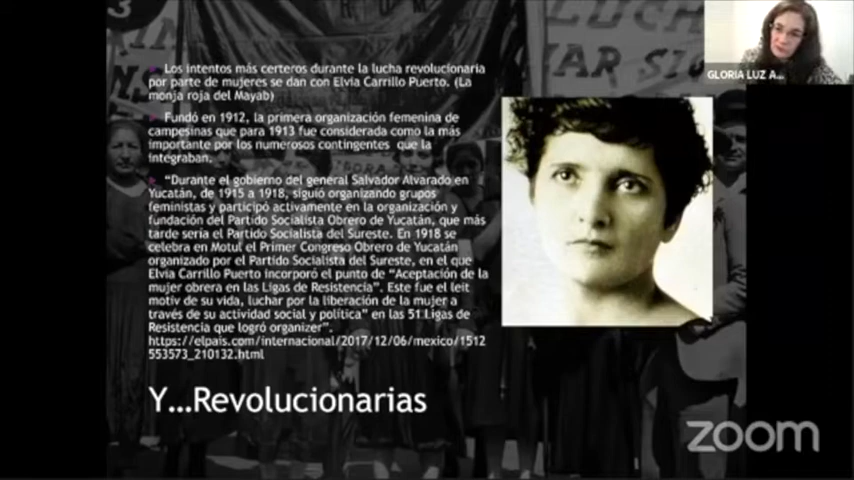 Los intentos más certeros durante la lucha revolucionaria
por parte de mujeres se dan con Elvia Carrillo Puerto. (La
monja roja del Mayab)
Fundó en 1912, la primera organización femenina de
campesinas que para 1913 fue considerada como la más
importante por los numerosos contingentes que la
integraban.
“Durante el gobierno del general Salvador Alvarado en
Yucatán, de 1915 a 1918, siguió organizando grupos
feministas y participó activamente en la organización y
fundación del Partido Socialista Obrero de Yucatán, que más
tarde sería el Partido Socialista del Sureste. En 1918 se
celebra en Motul el Primer Congreso Obrero de Yucatán
organizado por el Partido Socialista del Sureste, en el que
Elvia Carrillo Puerto incorporó el punto de “Aceptación de la
mujer obrera en las Ligas de Resistencia”. Este fue el leit
motiv de su vida, luchar por la liberación de la mujer a
través de su actividad social y política” en las 51 Ligas de
Resistencia que logró organizer”.
https://elpais.com/internacional/2017/12/06/mexico/1512
553573_210132.html
Y...Revolucionarias
GLORIA LUZ A...
zoom